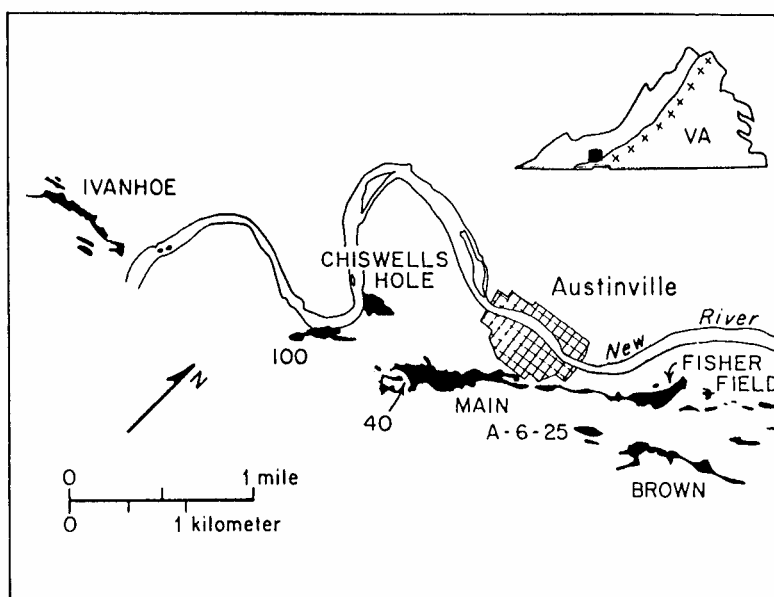 VA
IVANHOE
CHISWELLS
HOLE
Austinville
New River
100
FISHER
FIELD
MAIN
40
A-6-25
BROWN
N
0 1 mile
0 1 kilometer